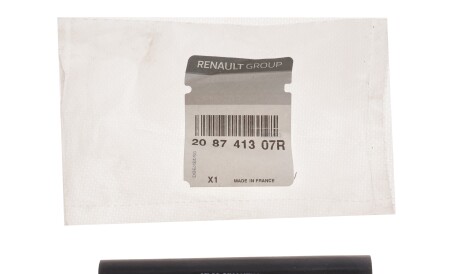 RENAULT GROUP
20 87 413 07R
X1 MADE IN FRANCE